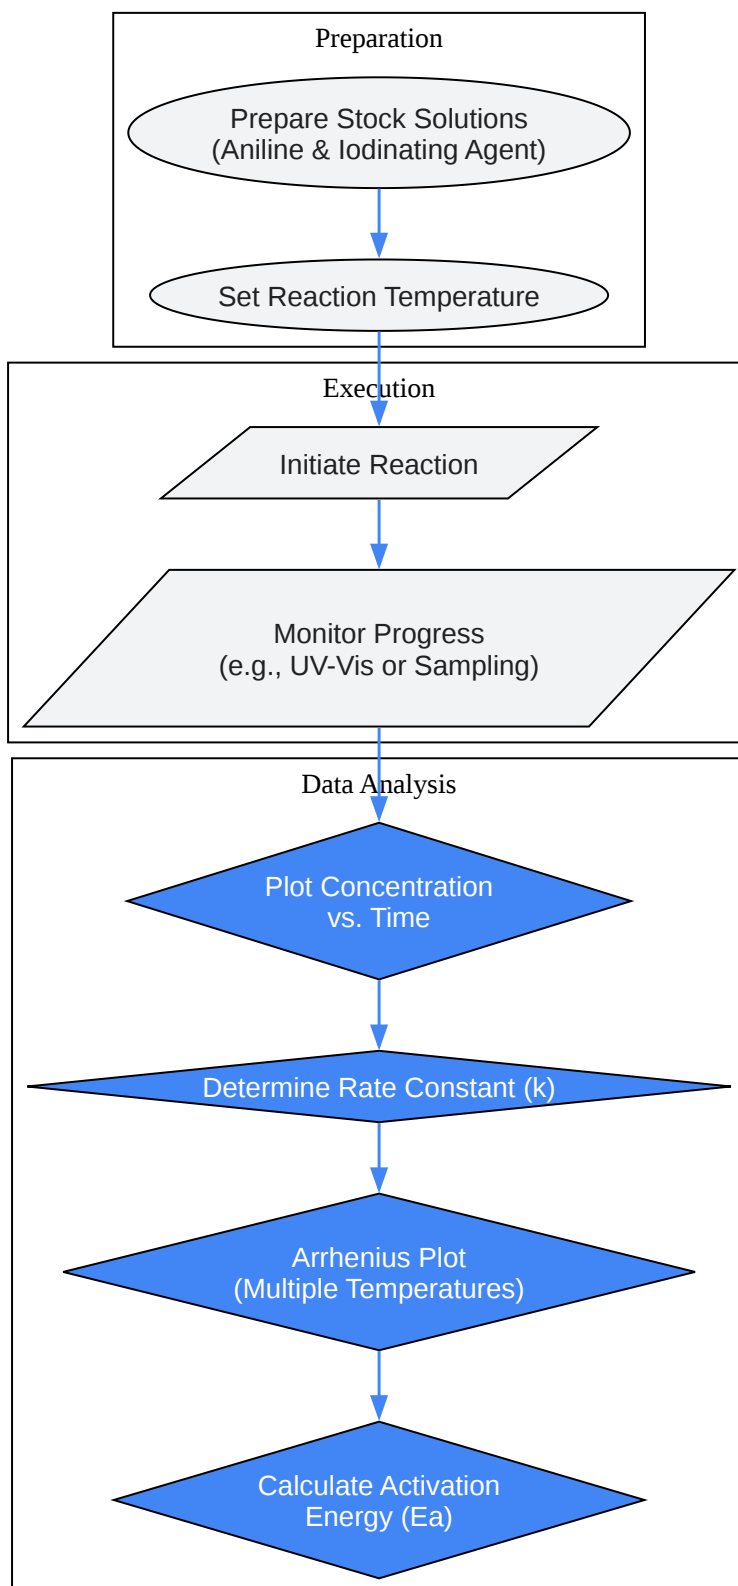 Preparation
Prepare Stock Solutions
(Aniline & Iodinating Agent)
Set Reaction Temperature
Execution
Initiate Reaction
Monitor Progress
(e.g., UV-Vis or Sampling)
Data Analysis
Plot Concentration
vs. Time
Determine Rate Constant (k)
Arrhenius Plot
(Multiple Temperatures)
Calculate Activation
Energy (Ea)